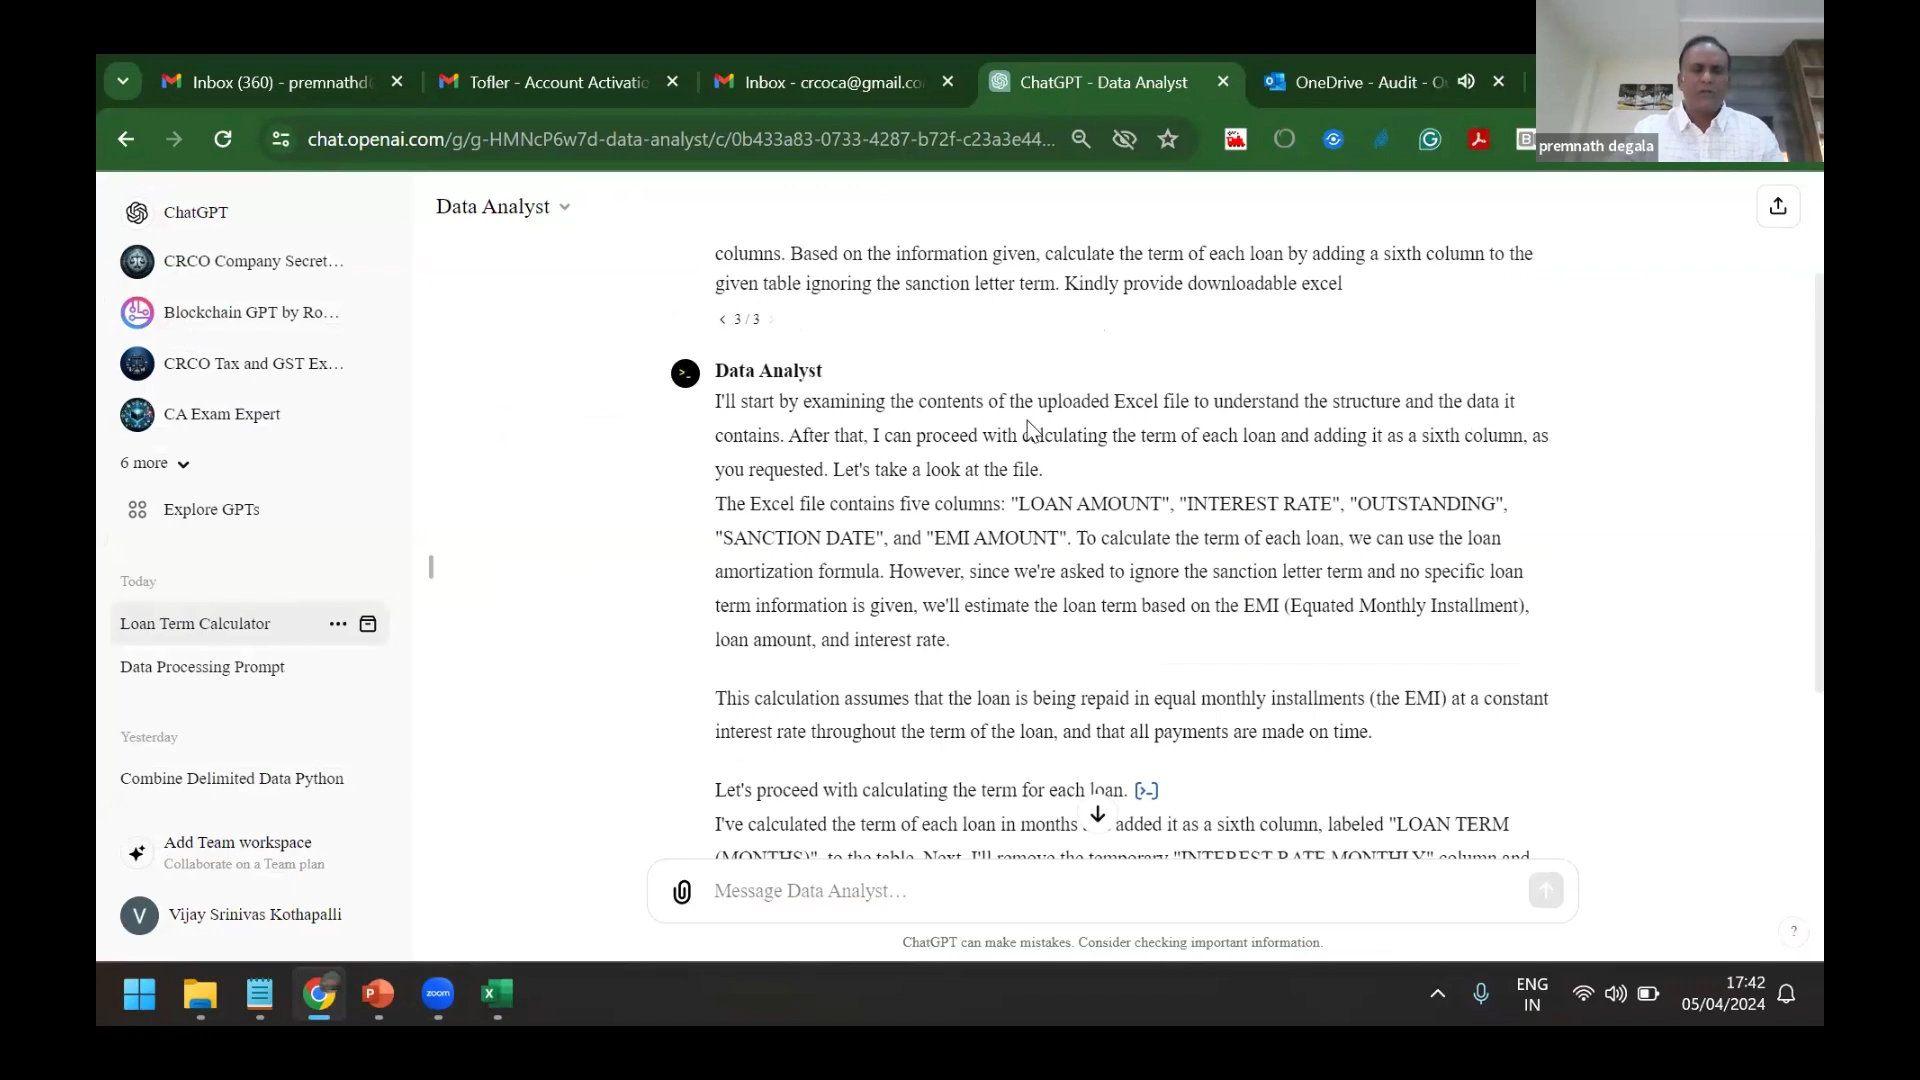 Inbox (360) - premnathd
Tofler - Account Activatio
Inbox - crcoca@gmail.co
ChatGPT - Data Analyst
OneDrive - Audit - O
premnath degala
chat.openai.com/g/g-HMNcP6w7d-data-analyst/c/0b433a83-0733-4287-b72f-c23a3e44...
ChatGPT
CRCO Company Secret...
Blockchain GPT by Ro...
CRCO Tax and GST Ex...
CA Exam Expert
6 more
Explore GPTs
Today
Loan Term Calculator
Data Processing Prompt
Yesterday
Combine Delimited Data Python
Add Team workspace
Collaborate on a Team plan
V
Vijay Srinivas Kothapalli
Data Analyst
columns. Based on the information given, calculate the term of each loan by adding a sixth column to the
given table ignoring the sanction letter term. Kindly provide downloadable excel
< 3 / 3 >
Data Analyst
I'll start by examining the contents of the uploaded Excel file to understand the structure and the data it
contains. After that, I can proceed with calculating the term of each loan and adding it as a sixth column, as
you requested. Let's take a look at the file.
The Excel file contains five columns: "LOAN AMOUNT", "INTEREST RATE", "OUTSTANDING",
"SANCTION DATE", and "EMI AMOUNT". To calculate the term of each loan, we can use the loan
amortization formula. However, since we're asked to ignore the sanction letter term and no specific loan
term information is given, we'll estimate the loan term based on the EMI (Equated Monthly Installment),
loan amount, and interest rate.
This calculation assumes that the loan is being repaid in equal monthly installments (the EMI) at a constant
interest rate throughout the term of the loan, and that all payments are made on time.
Let's proceed with calculating the term for each loan. [>-]
I've calculated the term of each loan in months added it as a sixth column, labeled "LOAN TERM
(MONTHS)", to the table. Next, I'll remove the temporary "INTEREST RATE MONTHLY" column and
Message Data Analyst…
ChatGPT can make mistakes. Consider checking important information.
?
zoom
ENG
IN
17:42
05/04/2024